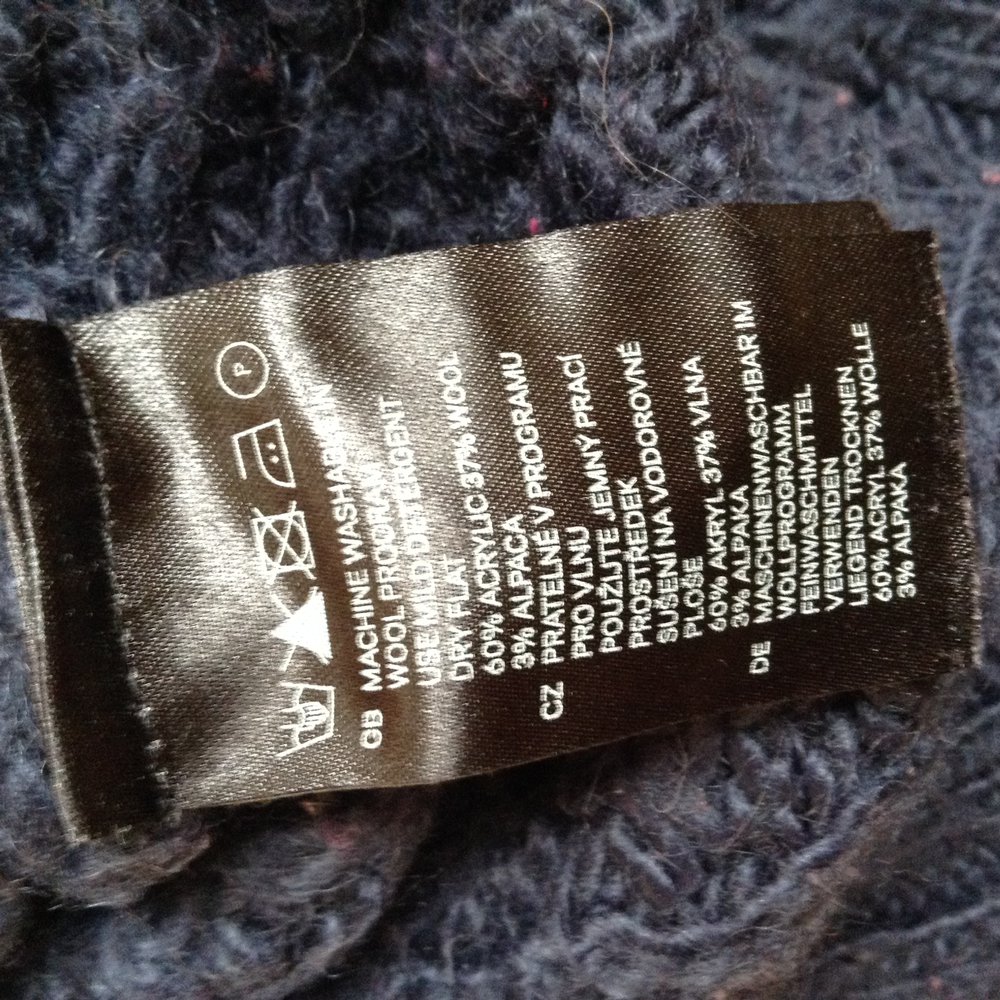 P
GB MACHINE WASHABLE IN
WOOL PROGRAM
USE MILD DETERGENT
DRY FLAT
60% ACRYLIC 37% WOOL
3% ALPACA
CZ PRATELNÉ V PROGRAMU
PRO VLNU
POUŽUTE JEMNÝ PRACÍ
PROSTŘEDEK
SUŠENI NA VODOROVNÉ
PLOŠE
60% AKRYL 37% VLNA
3% ALPAKA
DE MASCHINENWASCHBAR IM
WOLLPROGRAMM
FEINWASCHMITTEL
VERWENDEN
LIEGEND TROCKNEN
60% ACRYL 37% WOLLE
3% ALPAKA